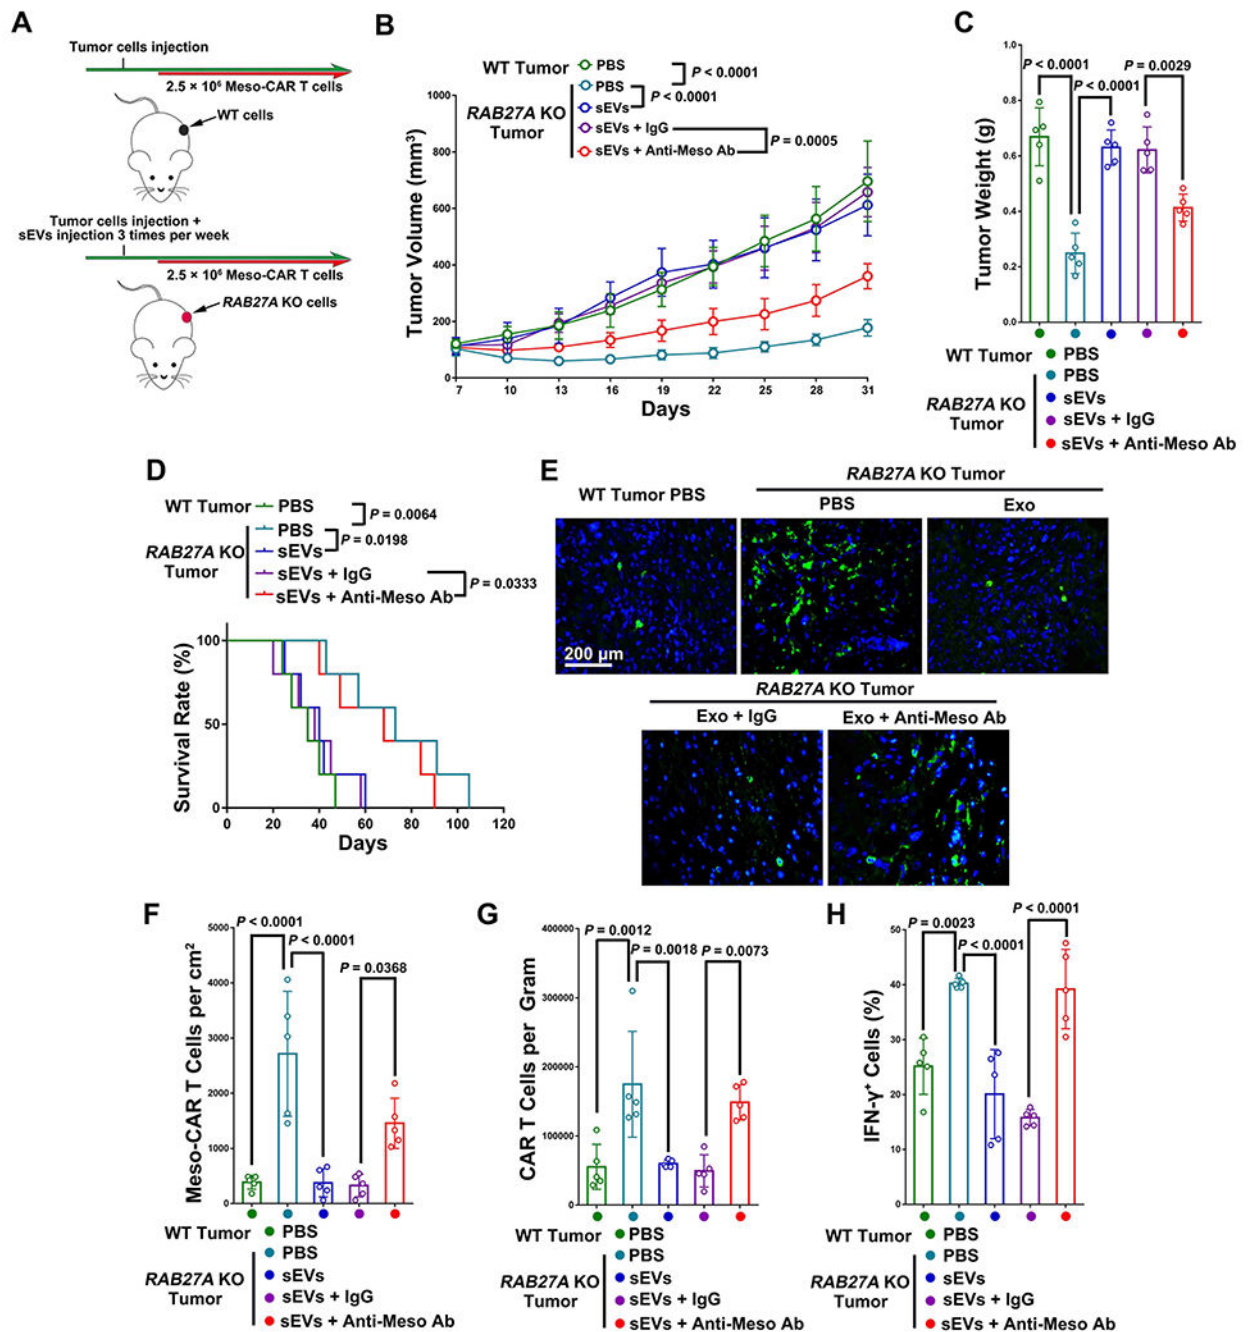 A
Tumor cells injection
2.5 × 10⁶ Meso-CAR T cells
WT cells
Tumor cells injection +
sEVs injection 3 times per week
2.5 × 10⁶ Meso-CAR T cells
RAB27A KO cells
B
WT Tumor PBS
P < 0.0001
RAB27A KO
Tumor
PBS
P < 0.0001
sEVs
sEVs + IgG
sEVs + Anti-Meso Ab
P = 0.0005
Tumor Volume (mm³)
1000
800
600
400
200
0
7 10 13 16 19 22 25 28 31
Days
C
P < 0.0001
P < 0.0001
P = 0.0029
Tumor Weight (g)
1.0
0.8
0.6
0.4
0.2
0.0
WT Tumor PBS
RAB27A KO
Tumor
PBS
sEVs
sEVs + IgG
sEVs + Anti-Meso Ab
D
WT Tumor PBS
P = 0.0064
RAB27A KO
Tumor
PBS
P = 0.0198
sEVs
sEVs + IgG
P = 0.0333
sEVs + Anti-Meso Ab
Survival Rate (%)
100
50
0
0 20 40 60 80 100 120
Days
E
RAB27A KO Tumor
WT Tumor PBS
PBS
Exo
200 µm
RAB27A KO Tumor
Exo + IgG
Exo + Anti-Meso Ab
F
P < 0.0001
P < 0.0001
P = 0.0368
Meso-CAR T Cells per cm²
5000
4000
3000
2000
1000
0
WT Tumor PBS
RAB27A KO
Tumor
PBS
sEVs
sEVs + IgG
sEVs + Anti-Meso Ab
G
P = 0.0012
P = 0.0018
P = 0.0073
CAR T Cells per Gram
400000
300000
200000
100000
0
WT Tumor PBS
RAB27A KO
Tumor
PBS
sEVs
sEVs + IgG
sEVs + Anti-Meso Ab
H
P = 0.0023
P < 0.0001
P < 0.0001
IFN-γ⁺ Cells (%)
50
40
30
20
10
0
WT Tumor PBS
RAB27A KO
Tumor
PBS
sEVs
sEVs + IgG
sEVs + Anti-Meso Ab